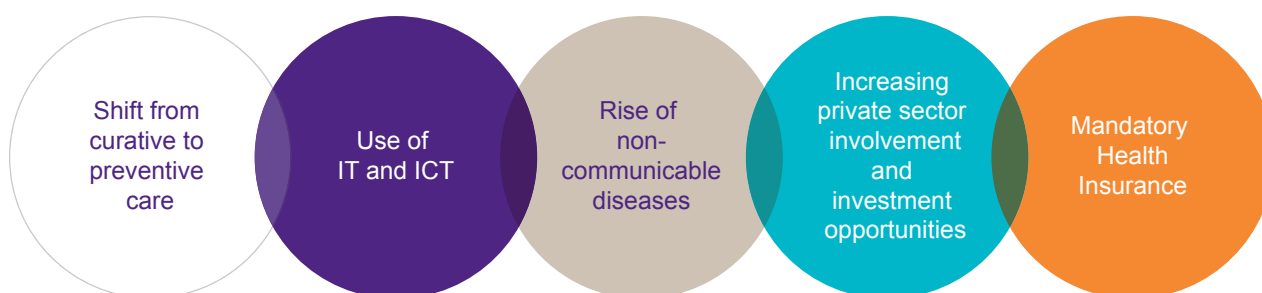 Shift from
curative to
preventive
care
Use of
IT and ICT
Rise of
non-
communicable
diseases
Increasing
private sector
involvement
and
investment
opportunities
Mandatory
Health
Insurance